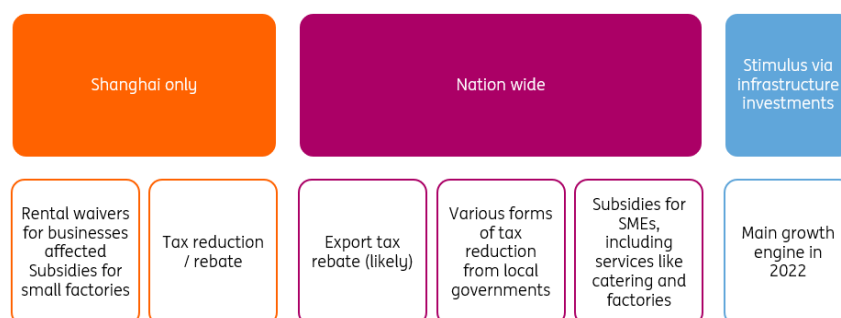 Shanghai only
Nation wide
Stimulus via
infrastructure
investments
Rental waivers
for businesses
affected
Subsidies for
small factories
Tax reduction
/ rebate
Export tax
rebate (likely)
Various forms
of tax
reduction
from local
governments
Subsidies for
SMEs,
including
services like
catering and
factories
Main growth
engine in
2022